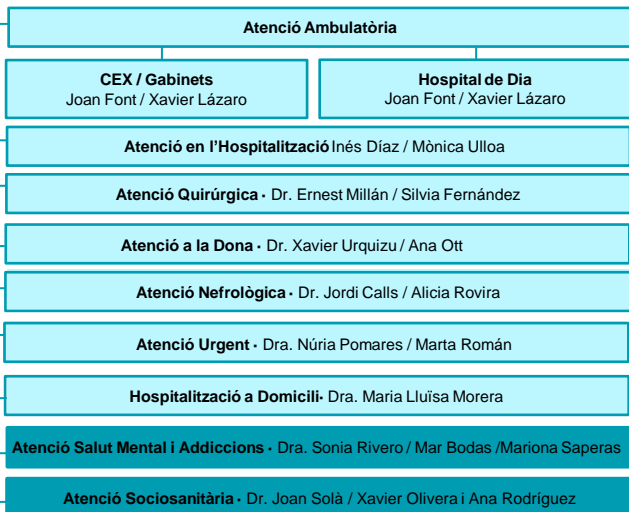 Atenció Ambulatòria
CEX / Gabinets
Joan Font / Xavier Lázaro
Hospital de Dia
Joan Font / Xavier Lázaro
Atenció en l’Hospitalització Inés Díaz / Mònica Ulloa
Atenció Quirúrgica · Dr. Ernest Millán / Silvia Fernández
Atenció a la Dona · Dr. Xavier Urquizu / Ana Ott
Atenció Nefrològica · Dr. Jordi Calls / Alicia Rovira
Atenció Urgent · Dra. Núria Pomares / Marta Román
Hospitalització a Domicili· Dra. Maria Lluïsa Morera
Atenció Salut Mental i Addiccions · Dra. Sonia Rivero / Mar Bodas /Mariona Saperas
Atenció Sociosanitària · Dr. Joan Solà / Xavier Olivera i Ana Rodríguez